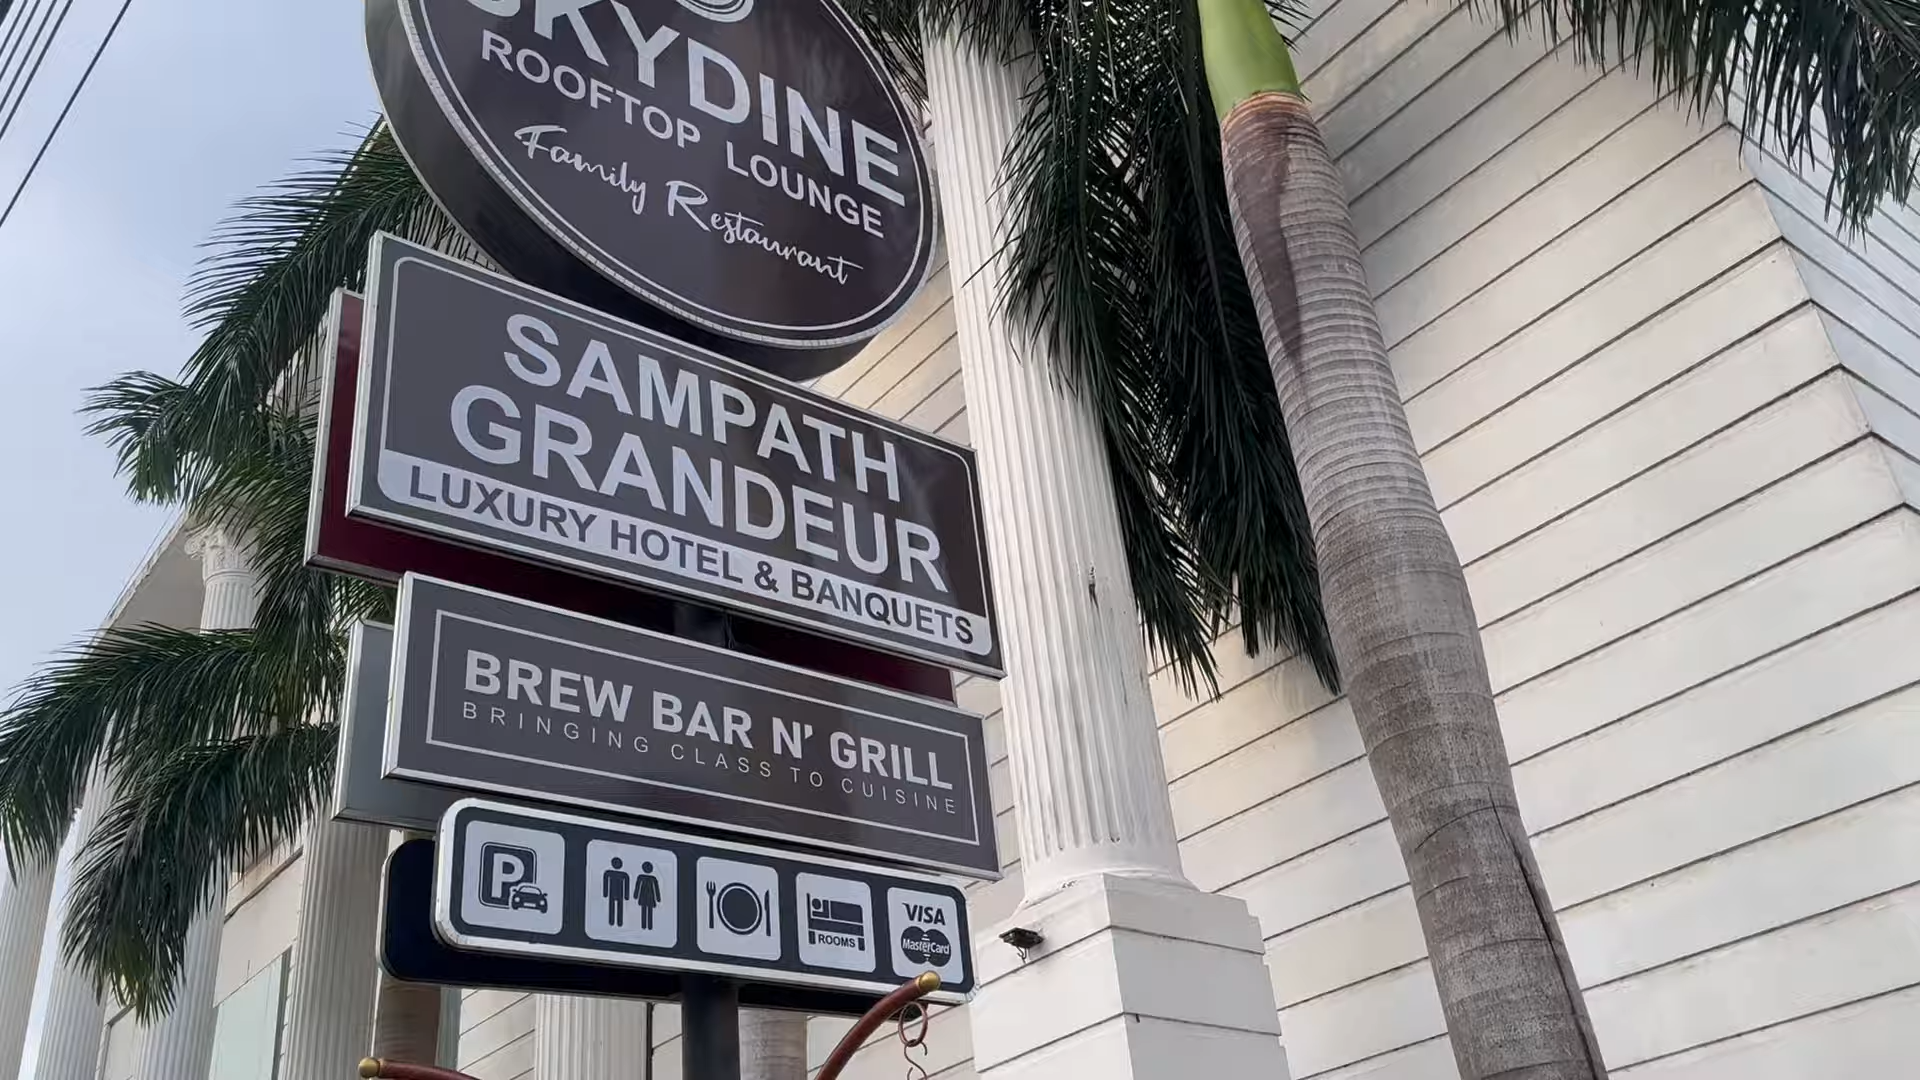 SKYDINE
ROOFTOP LOUNGE
Family Restaurant
SAMPATH
GRANDEUR
LUXURY HOTEL & BANQUETS
BREW BAR N' GRILL
BRINGING CLASS TO CUISINE
P
ROOMS
VISA
MasterCard